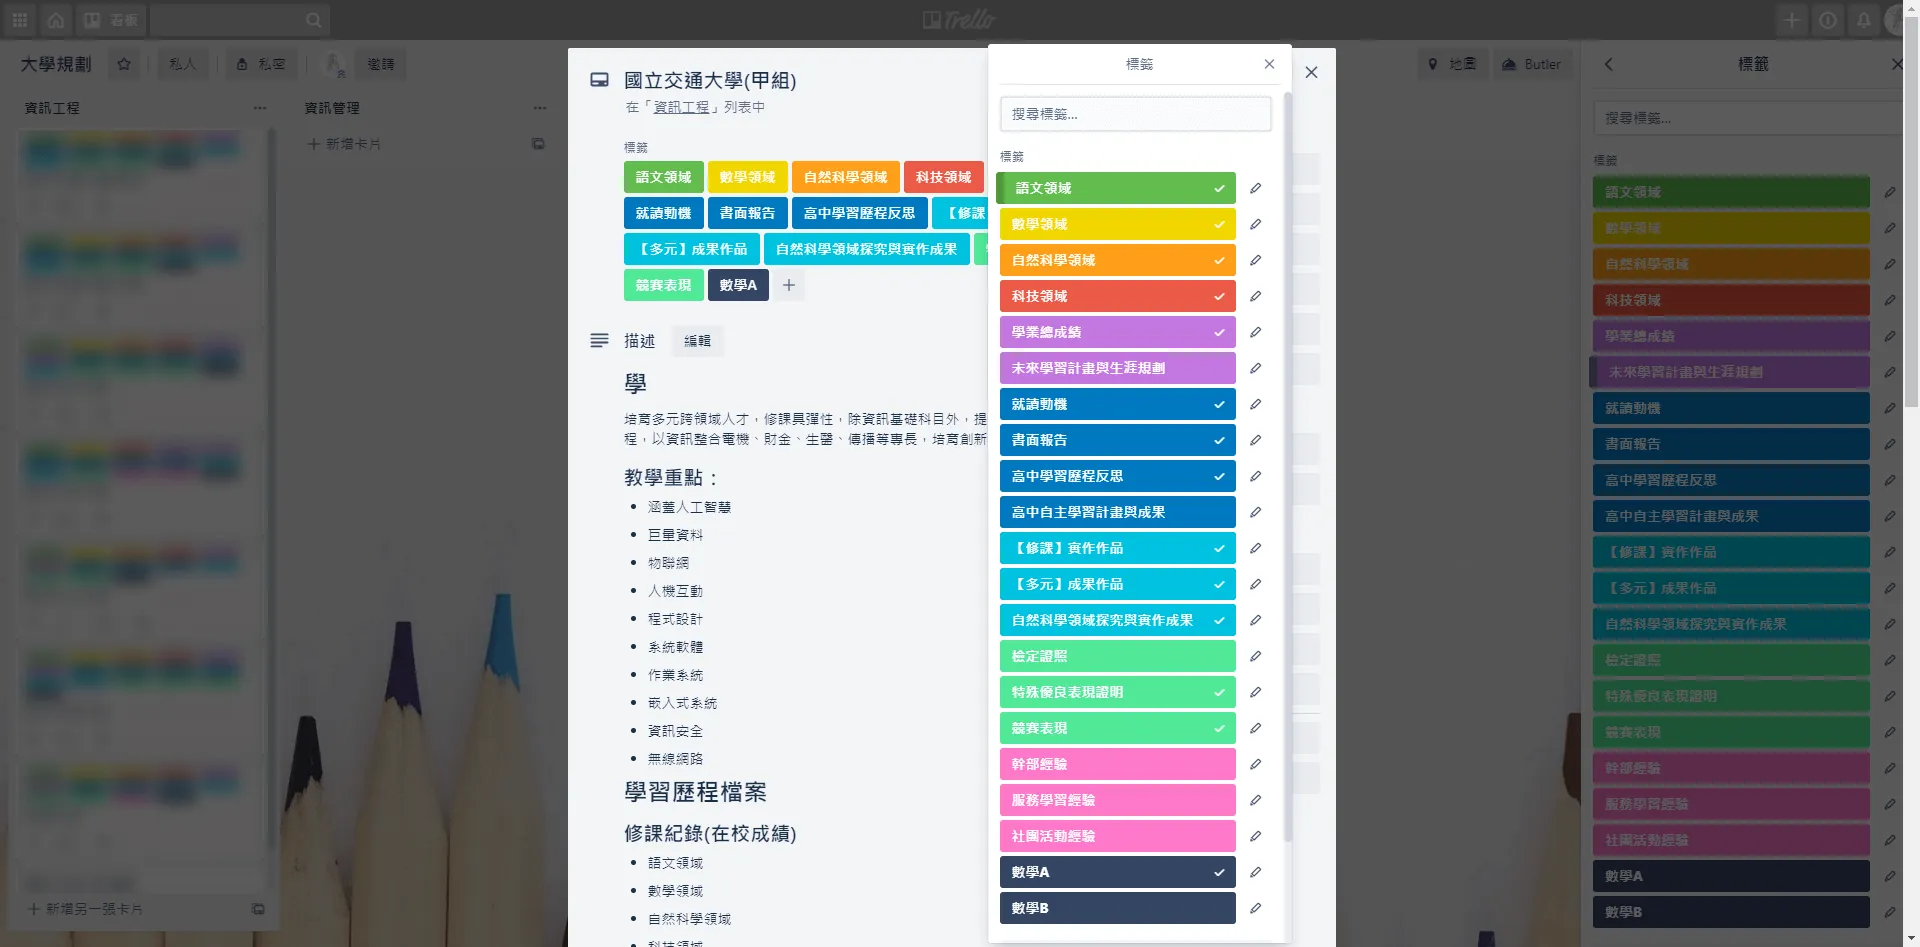 看板
Trello
大學規劃
私人
私密
邀請
地圖
Butler
資訊工程
資訊管理
+ 新增卡片
+ 新增另一張卡片
國立交通大學(甲組)
在「資訊工程」列表中
標籤
語文領域
數學領域
自然科學領域
科技領域
就讀動機
書面報告
高中學習歷程反思
【修課
【多元】成果作品
自然科學領域探究與實作成果
競賽表現
數學A
+
描述
編輯
學
培育多元跨領域人才，修課具彈性，除資訊基礎科目外，提
程，以資訊整合電機、財金、生醫、傳播等專長，培育創新
教學重點：
涵蓋人工智慧
巨量資料
物聯網
人機互動
程式設計
系統軟體
作業系統
嵌入式系統
資訊安全
無線網路
學習歷程檔案
修課紀錄(在校成績)
語文領域
數學領域
自然科學領域
科技領域
標籤
搜尋標籤...
標籤
語文領域
數學領域
自然科學領域
科技領域
學業總成績
未來學習計畫與生涯規劃
就讀動機
書面報告
高中學習歷程反思
高中自主學習計畫與成果
【修課】實作作品
【多元】成果作品
自然科學領域探究與實作成果
檢定證照
特殊優良表現證明
競賽表現
幹部經驗
服務學習經驗
社團活動經驗
數學A
數學B
標籤
搜尋標籤...
標籤
語文領域
數學領域
自然科學領域
科技領域
學業總成績
未來學習計畫與生涯規劃
就讀動機
書面報告
高中學習歷程反思
高中自主學習計畫與成果
【修課】實作作品
【多元】成果作品
自然科學領域探究與實作成果
檢定證照
特殊優良表現證明
競賽表現
幹部經驗
服務學習經驗
社團活動經驗
數學A
數學B